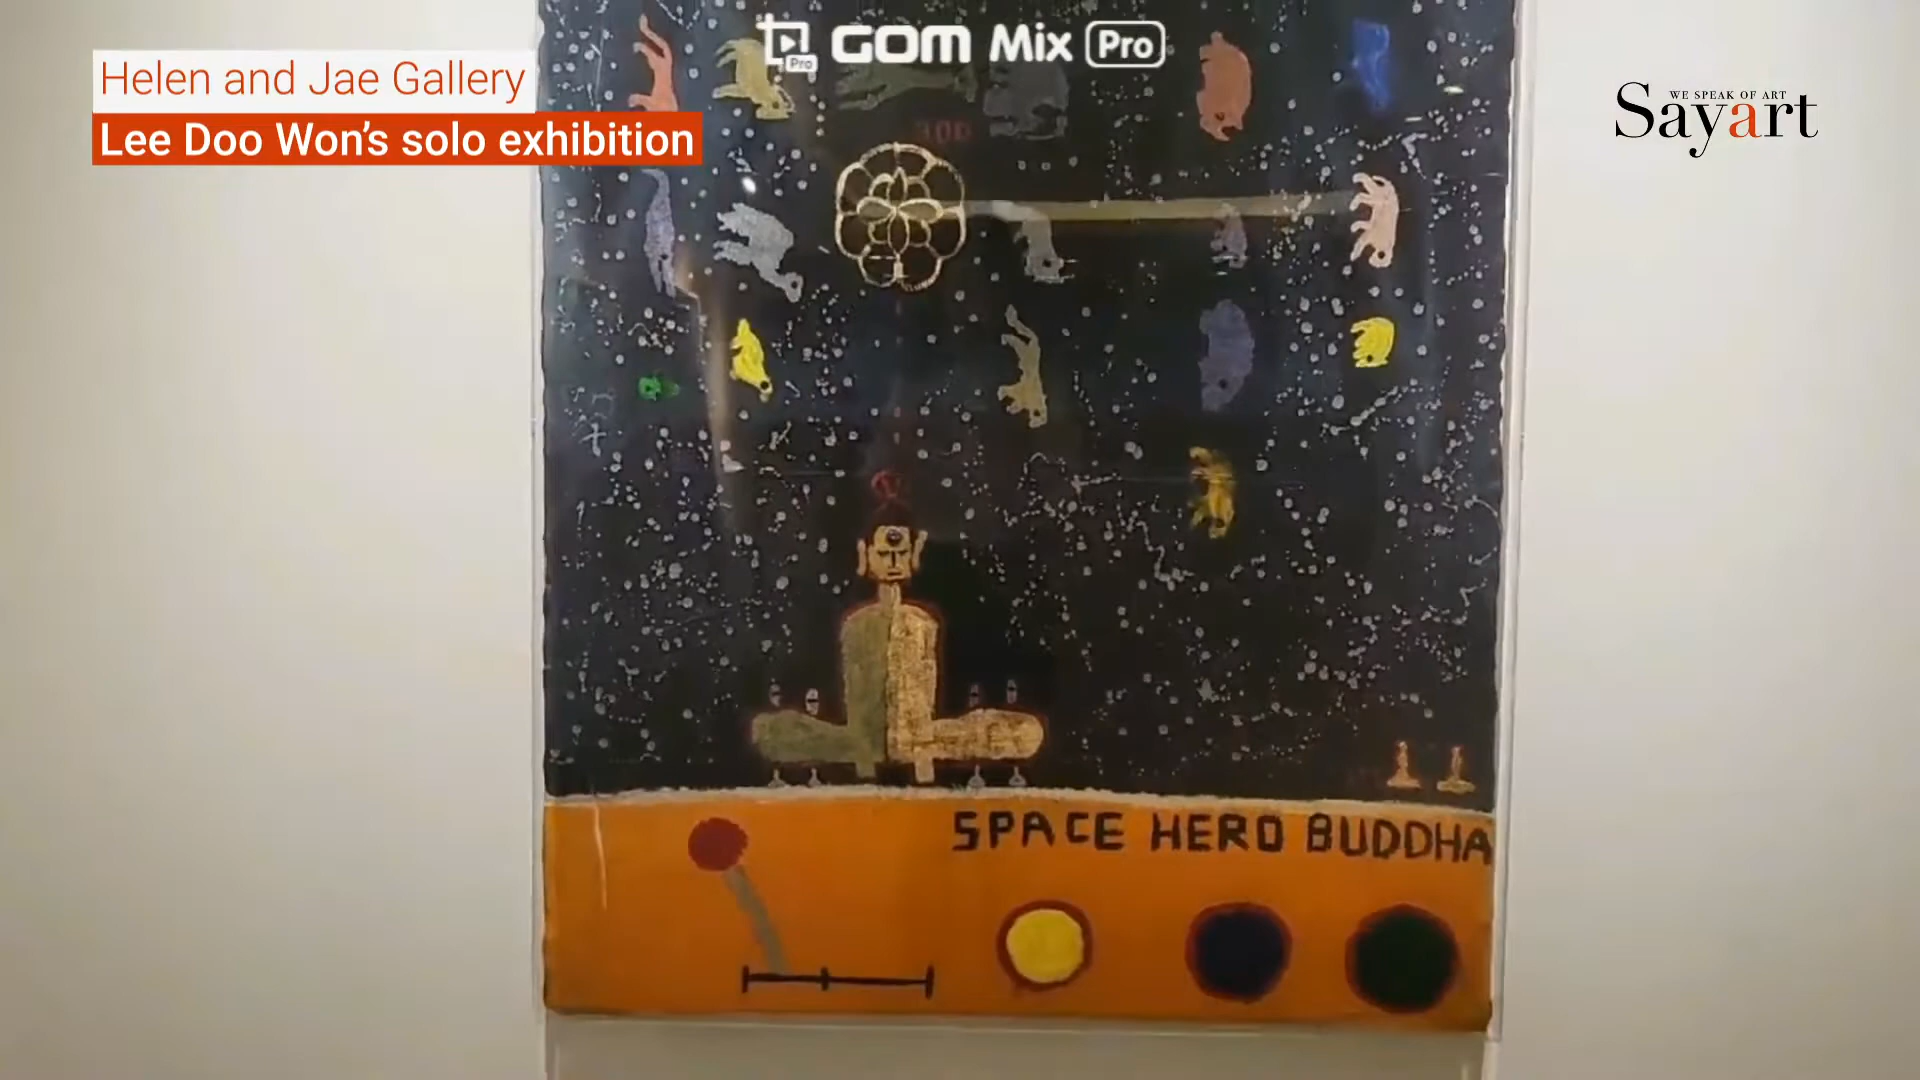 GOM Mix Pro
Pro
Helen and Jae Gallery
Lee Doo Won's solo exhibition
WE SPEAK OF ART
Sayart
SPACE HERO BUDDHA